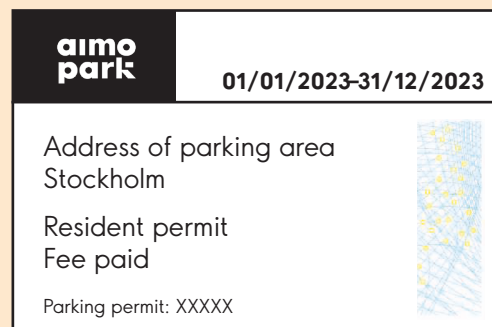 aimo
park
01/01/2023–31/12/2023
Address of parking area
Stockholm
Resident permit
Fee paid
Parking permit: XXXXX